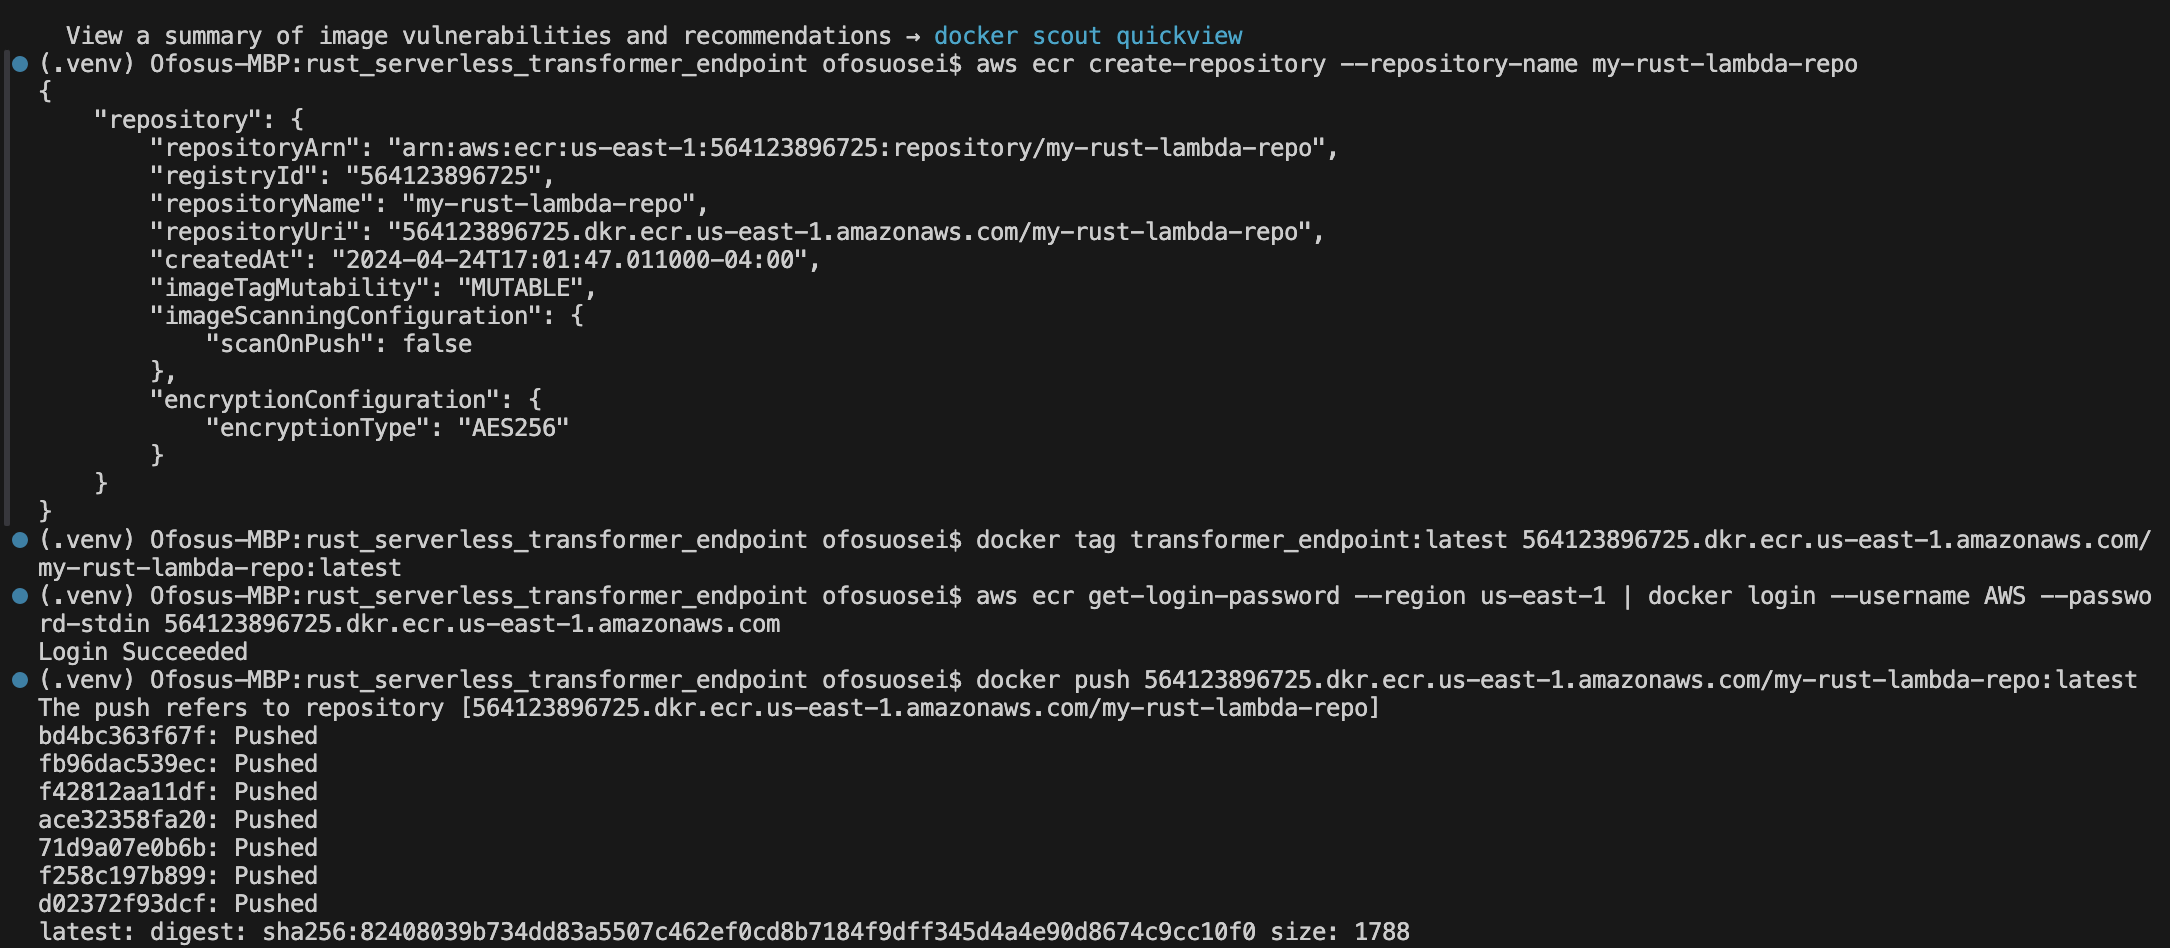 View a summary of image vulnerabilities and recommendations → docker scout quickview
(.venv) Ofosus-MBP:rust_serverless_transformer_endpoint ofosuosei$ aws ecr create-repository --repository-name my-rust-lambda-repo
{
    "repository": {
        "repositoryArn": "arn:aws:ecr:us-east-1:564123896725:repository/my-rust-lambda-repo",
        "registryId": "564123896725",
        "repositoryName": "my-rust-lambda-repo",
        "repositoryUri": "564123896725.dkr.ecr.us-east-1.amazonaws.com/my-rust-lambda-repo",
        "createdAt": "2024-04-24T17:01:47.011000-04:00",
        "imageTagMutability": "MUTABLE",
        "imageScanningConfiguration": {
            "scanOnPush": false
        },
        "encryptionConfiguration": {
            "encryptionType": "AES256"
        }
    }
}
(.venv) Ofosus-MBP:rust_serverless_transformer_endpoint ofosuosei$ docker tag transformer_endpoint:latest 564123896725.dkr.ecr.us-east-1.amazonaws.com/
my-rust-lambda-repo:latest
(.venv) Ofosus-MBP:rust_serverless_transformer_endpoint ofosuosei$ aws ecr get-login-password --region us-east-1 | docker login --username AWS --passwo
rd-stdin 564123896725.dkr.ecr.us-east-1.amazonaws.com
Login Succeeded
(.venv) Ofosus-MBP:rust_serverless_transformer_endpoint ofosuosei$ docker push 564123896725.dkr.ecr.us-east-1.amazonaws.com/my-rust-lambda-repo:latest
The push refers to repository [564123896725.dkr.ecr.us-east-1.amazonaws.com/my-rust-lambda-repo]
bd4bc363f67f: Pushed
fb96dac539ec: Pushed
f42812aa11df: Pushed
ace32358fa20: Pushed
71d9a07e0b6b: Pushed
f258c197b899: Pushed
d02372f93dcf: Pushed
latest: digest: sha256:82408039b734dd83a5507c462ef0cd8b7184f9dff345d4a4e90d8674c9cc10f0 size: 1788